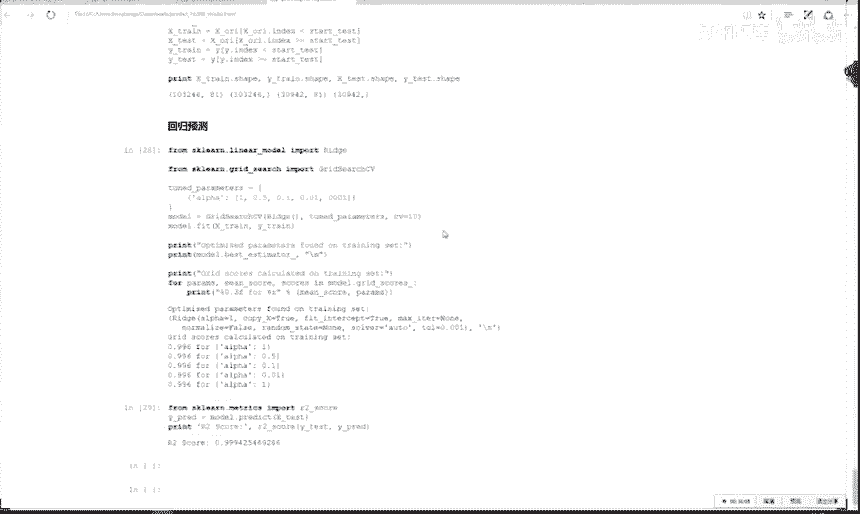 X_train = X_ori[X_ori.index < start_test]
X_test = X_ori[X_ori.index >= start_test]
y_train = y[y.index < start_test]
y_test = y[y.index >= start_test]
print X_train.shape, y_train.shape, X_test.shape, y_test.shape
(103246, 81) (103246,) (10942, 81) (10942,)
回归预测
In [28]: from sklearn.linear_model import Ridge
from sklearn.grid_search import GridSearchCV
tuned_parameters = [
{'alpha': [1, 0.5, 0.1, 0.01, 0001]}
]
model = GridSearchCV(Ridge(), tuned_parameters, cv=10)
model.fit(X_train, y_train)
print("Optimised parameters found on training set:")
print(model.best_estimator_, "\n")
print("Grid scores calculated on training set:")
for params, mean_score, scores in model.grid_scores_:
print("%0.3f for %r" % (mean_score, params))
Optimised parameters found on training set:
(Ridge(alpha=1, copy_X=True, fit_intercept=True, max_iter=None,
normalize=False, random_state=None, solver='auto', tol=0.001), '\n')
Grid scores calculated on training set:
0.996 for {'alpha': 1}
0.996 for {'alpha': 0.5}
0.996 for {'alpha': 0.1}
0.996 for {'alpha': 0.01}
0.996 for {'alpha': 1}
In [29]: from sklearn.metrics import r2_score
y_pred = model.predict(X_test)
print 'R2 Score:', r2_score(y_test, y_pred)
R2 Score: 0.999425469286
In [ ]:
In [ ]: